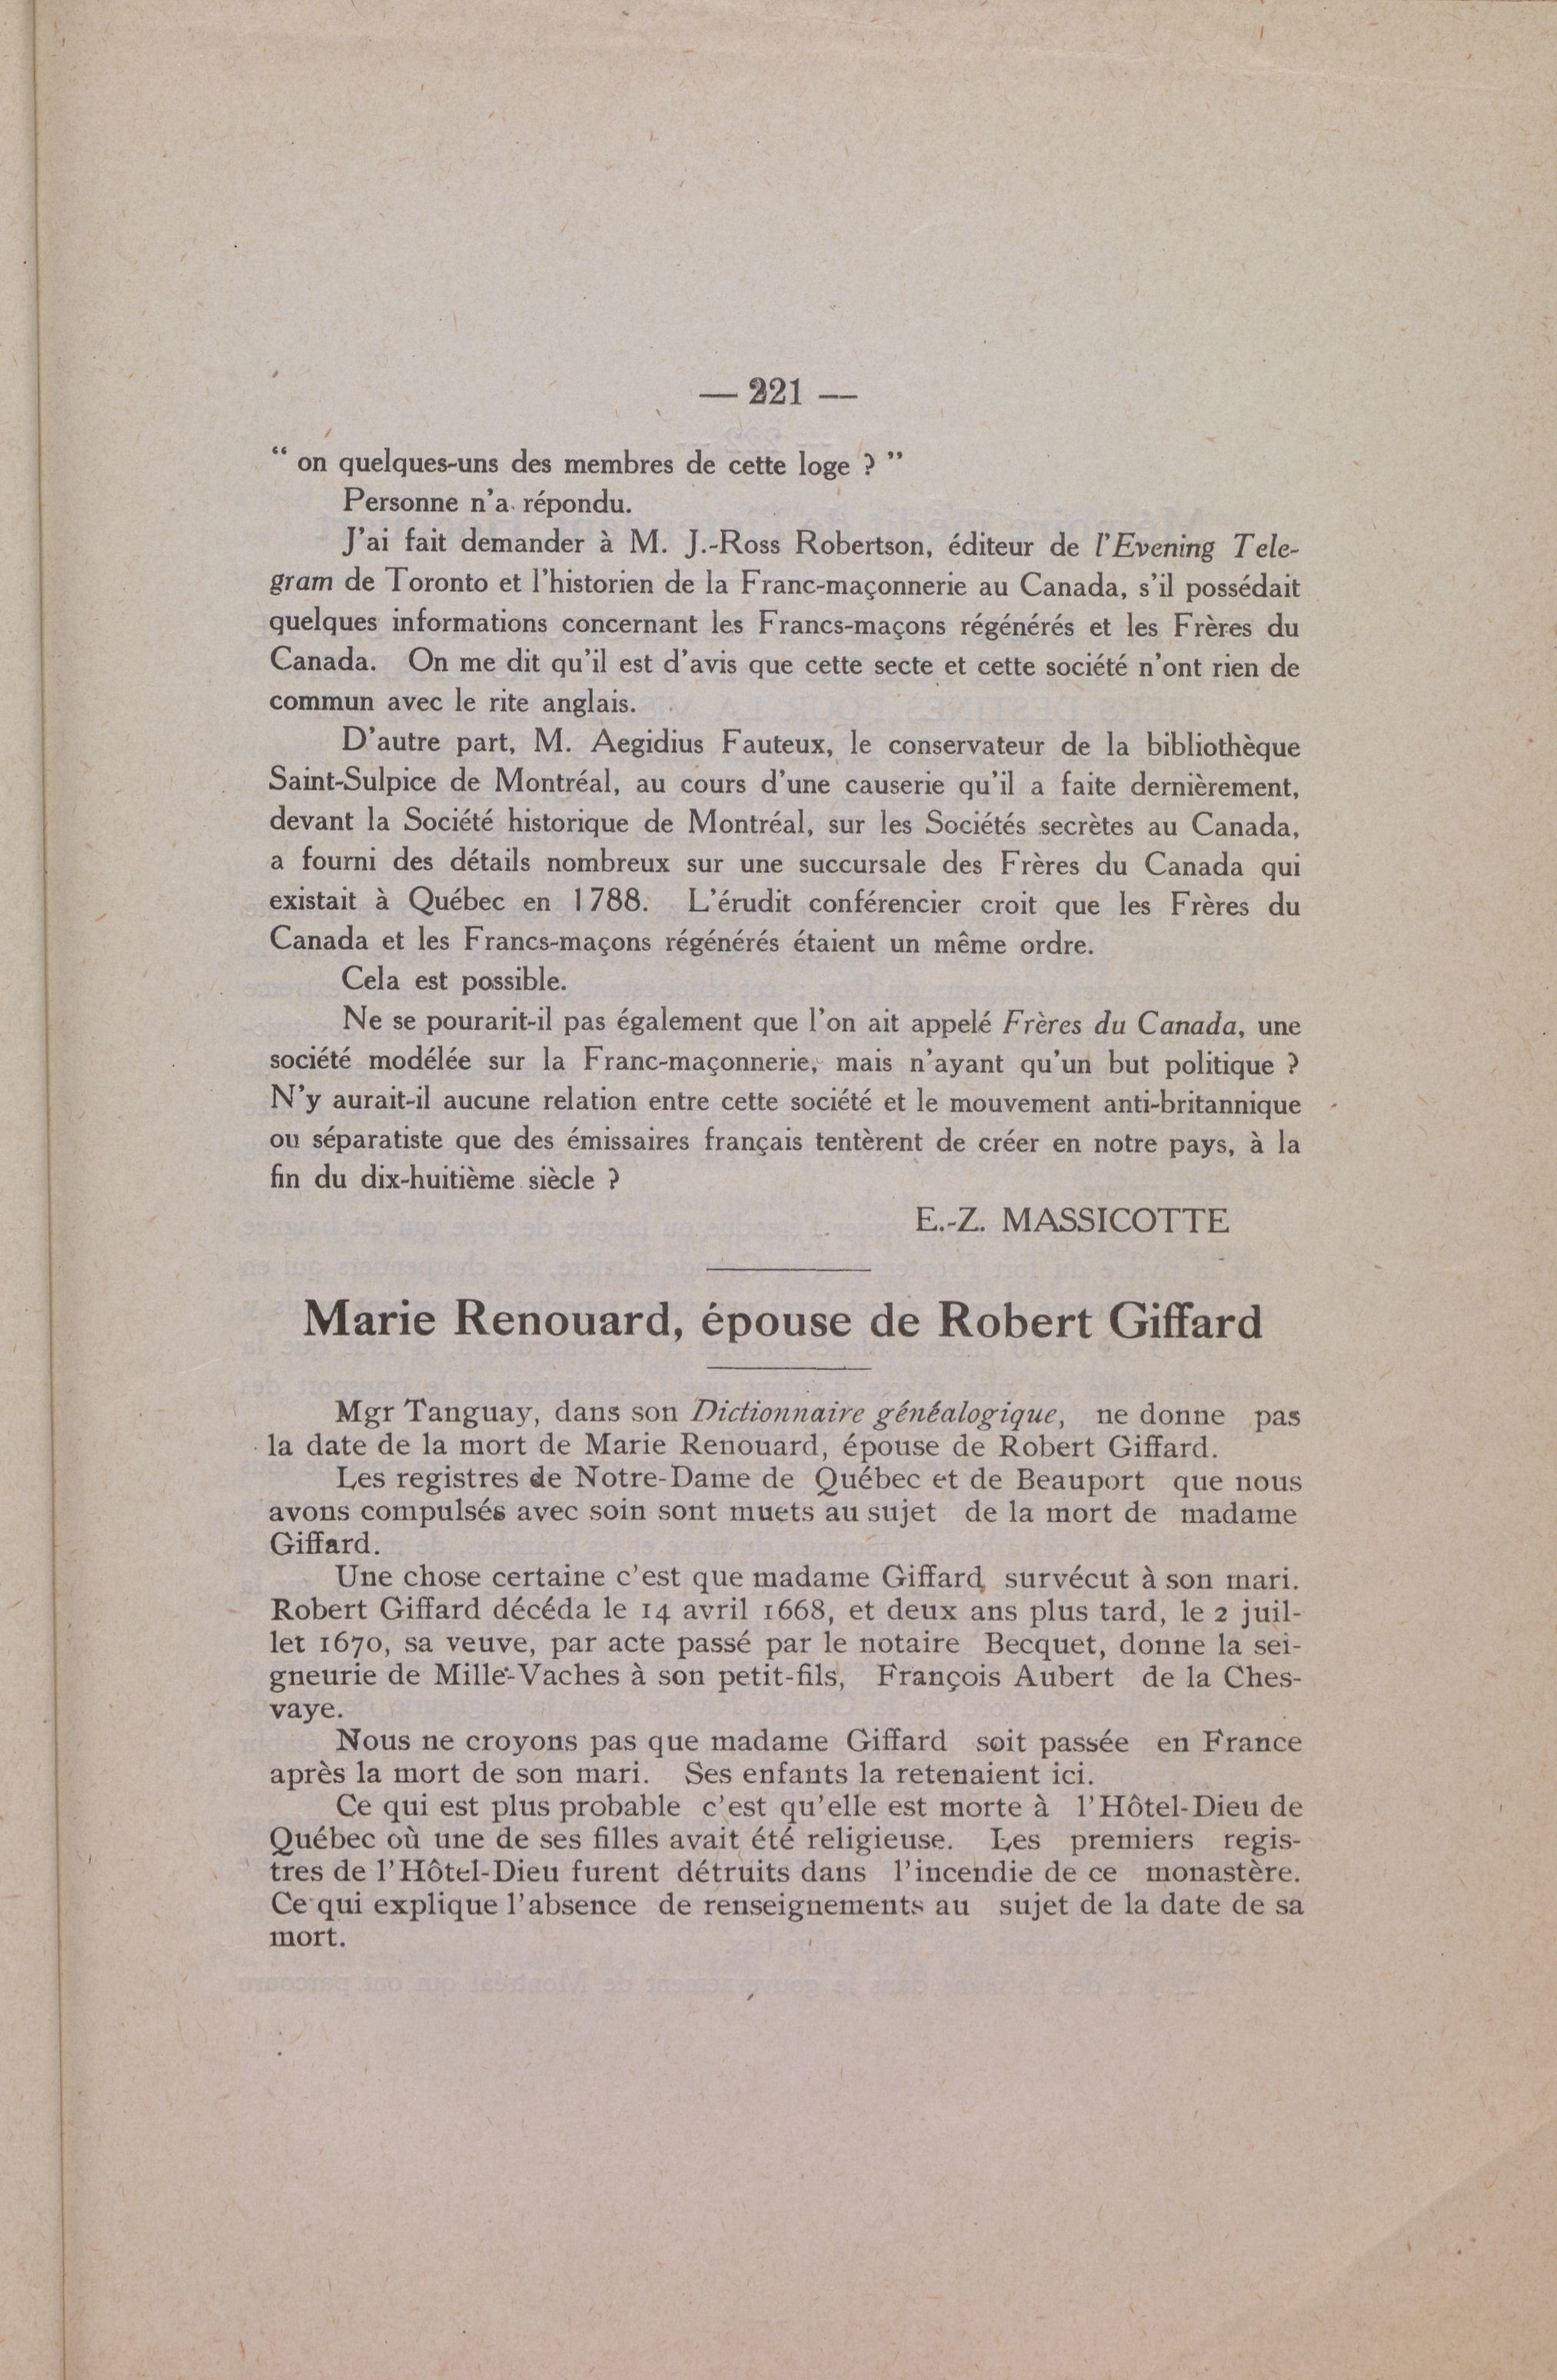 — 221 —
“ on quelques-uns des membres de cette loge ? ”
Personne n’a répondu.
J’ai fait demander à M. J.-Ross Robertson, éditeur de l’Evening Tele-
gram de Toronto et l’historien de la Franc-maçonnerie au Canada, s’il possédait
quelques informations concernant les Francs-maçons régénérés et les Frères du
Canada. On me dit qu’il est d’avis que cette secte et cette société n’ont rien de
commun avec le rite anglais.
D’autre part, M. Aegidius Fauteux, le conservateur de la bibliothèque
Saint-Sulpice de Montréal, au cours d’une causerie qu’il a faite dernièrement,
devant la Société historique de Montréal, sur les Sociétés secrètes au Canada,
a fourni des détails nombreux sur une succursale des Frères du Canada qui
existait à Québec en 1788. L’érudit conférencier croit que les Frères du
Canada et les Francs-maçons régénérés étaient un même ordre.
Cela est possible.
Ne se pourarit-il pas également que l’on ait appelé Frères du Canada, une
société modélée sur la Franc-maçonnerie, mais n’ayant qu’un but politique ?
N’y aurait-il aucune relation entre cette société et le mouvement anti-britannique
ou séparatiste que des émissaires français tentèrent de créer en notre pays, à la
fin du dix-huitième siècle ?
E.-Z. MASSICOTTE
Marie Renouard, épouse de Robert Giffard
Mgr Tanguay, dans son Dictionnaire généalogique, ne donne pas
la date de la mort de Marie Renouard, épouse de Robert Giffard.
Les registres de Notre-Dame de Québec et de Beauport que nous
avons compulsés avec soin sont muets au sujet de la mort de madame
Giffard.
Une chose certaine c’est que madame Giffard survécut à son mari.
Robert Giffard décéda le 14 avril 1668, et deux ans plus tard, le 2 juil-
let 1670, sa veuve, par acte passé par le notaire Becquet, donne la sei-
gneurie de Mille-Vaches à son petit-fils, François Aubert de la Ches-
vaye.
Nous ne croyons pas que madame Giffard soit passée en France
après la mort de son mari. Ses enfants la retenaient ici.
Ce qui est plus probable c’est qu’elle est morte à l’Hôtel-Dieu de
Québec où une de ses filles avait été religieuse. Les premiers regis-
tres de l’Hôtel-Dieu furent détruits dans l’incendie de ce monastère.
Ce qui explique l’absence de renseignements au sujet de la date de sa
mort.